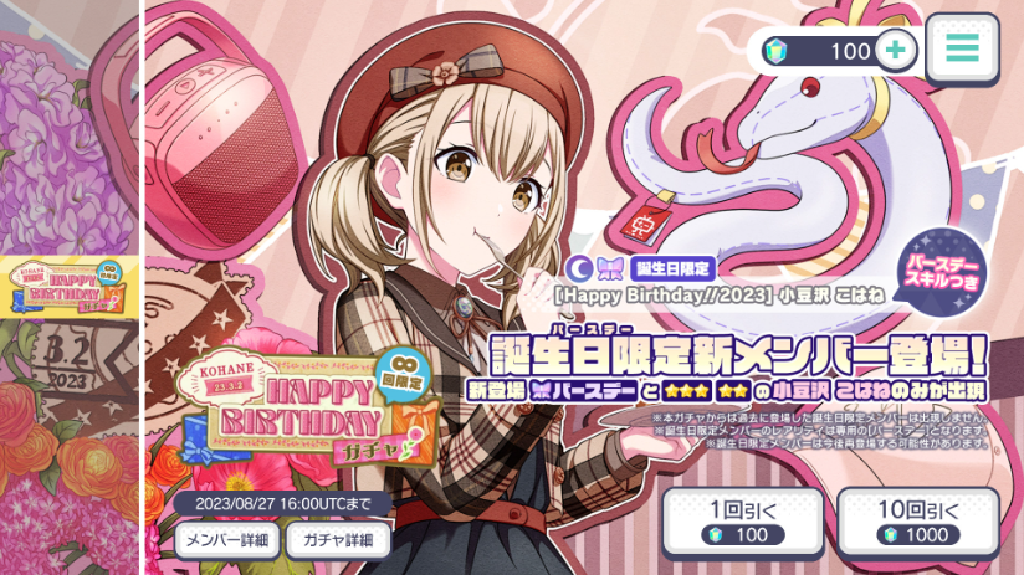 100
誕生日限定
[Happy Birthday//2023] 小豆沢 こはね
バースデー
スキルつき
バースデー
誕生日限定新メンバー登場!
新登場 バースデー と ★★★ ★★ の 小豆沢 こはねのみが出現
※本ガチャからは過去に登場した誕生日限定メンバーは出現しません。
※誕生日限定メンバーのレアリティは専用の[バースデー]となります。
※誕生日限定メンバーは今後再登場する可能性があります。
KOHANE
23.3.2
HAPPY
BIRTHDAY
ガチャ
∞
回限定
2023/08/27 16:00UTCまで
メンバー詳細
ガチャ詳細
1回引く
100
10回引く
1000
KOHANE
HAPPY
BIRTHDAY
ガチャ
3.2
2023